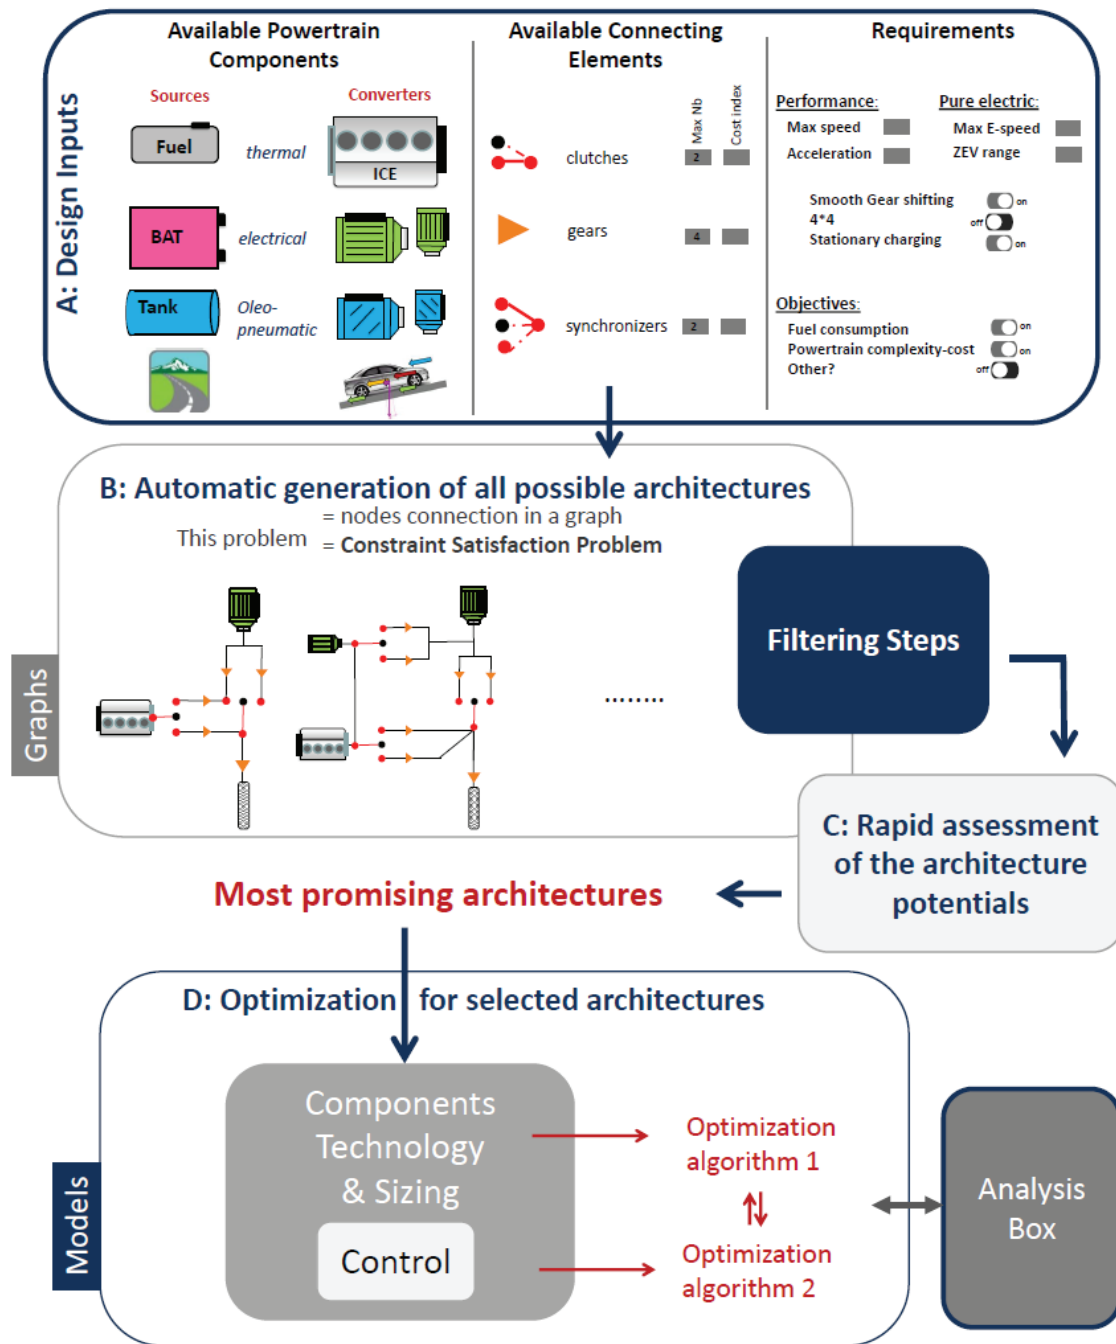 A: Design Inputs
Available Powertrain
Components
Sources
Converters
Fuel
thermal
ICE
BAT
electrical
Tank
Oleo-
pneumatic
Available Connecting
Elements
Max Nb
Cost index
clutches
2
gears
4
synchronizers
2
Requirements
Performance:
Max speed
Acceleration
Pure electric:
Max E-speed
ZEV range
Smooth Gear shifting
on
4*4
off
Stationary charging
on
Objectives:
Fuel consumption
on
Powertrain complexity-cost
on
Other?
off
B: Automatic generation of all possible architectures
This problem
= nodes connection in a graph
= Constraint Satisfaction Problem
Graphs
........
Filtering Steps
C: Rapid assessment
of the architecture
potentials
Most promising architectures
D: Optimization for selected architectures
Models
Components
Technology
& Sizing
Control
Optimization
algorithm 1
Optimization
algorithm 2
Analysis
Box